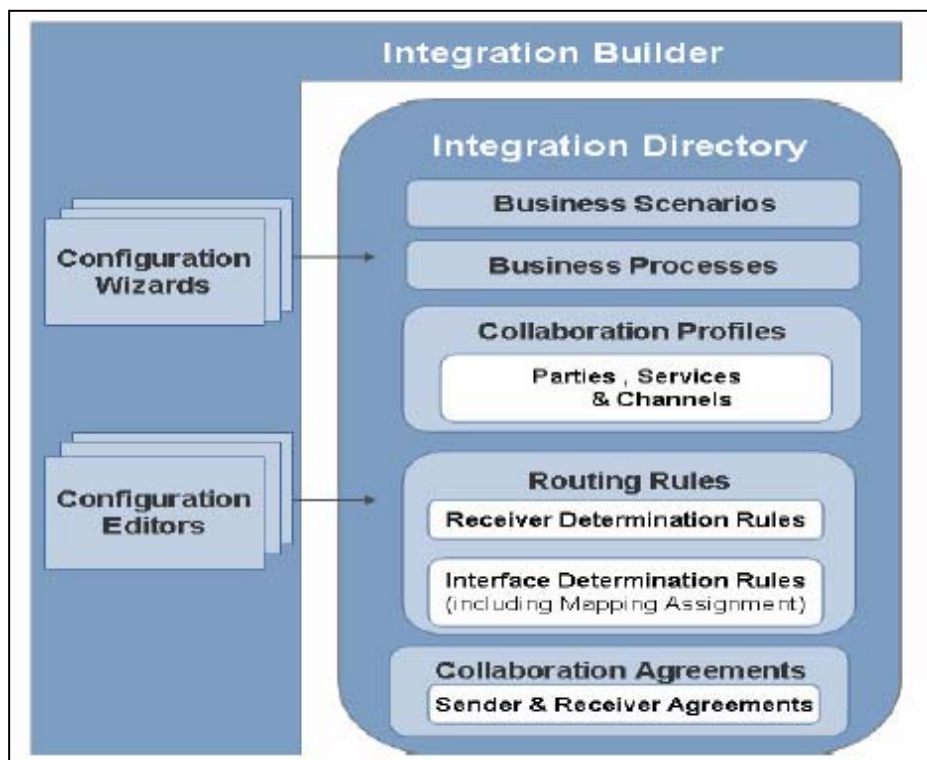 Integration Builder
Integration Directory
Business Scenarios
Configuration
Wizards
Business Processes
Collaboration Profiles
Parties , Services
& Channels
Configuration
Editors
Routing Rules
Receiver Determination Rules
Interface Determination Rules
(including Mapping Assignment)
Collaboration Agreements
Sender & Receiver Agreements